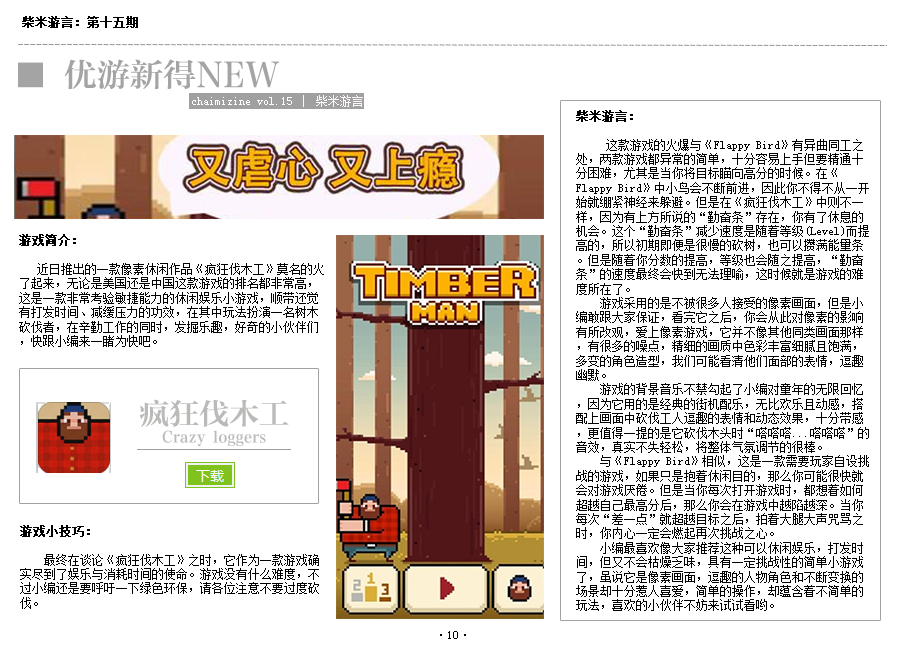 柴米游言：第十五期
优游新得NEW
chaimizine vol.15 | 柴米游言
又虐心 又上瘾
游戏简介：
近日推出的一款像素休闲作品《疯狂伐木工》莫名的火
了起来，无论是美国还是中国这款游戏的排名都非常高，
这是一款非常考验敏捷能力的休闲娱乐小游戏，顺带还觉
有打发时间、减缓压力的功效，在其中玩法扮演一名树木
砍伐者，在辛勤工作的同时，发掘乐趣，好奇的小伙伴们
，快跟小编来一睹为快吧。
疯狂伐木工
Crazy loggers
下载
游戏小技巧：
最终在谈论《疯狂伐木工》之时，它作为一款游戏确
实尽到了娱乐与消耗时间的使命。游戏没有什么难度，不
过小编还是要呼吁一下绿色环保，请各位注意不要过度砍
伐。
TIMBER
MAN
2 1 3
柴米游言：
这款游戏的火爆与《Flappy Bird》有异曲同工之
处，两款游戏都异常的简单，十分容易上手但要精通十
分困难，尤其是当你将目标瞄向高分的时候。在《
Flappy Bird》中小鸟会不断前进，因此你不得不从一开
始就绷紧神经来躲避。但是在《疯狂伐木工》中则不一
样，因为有上方所说的“勤奋条”存在，你有了休息的
机会。这个“勤奋条”减少速度是随着等级(Level)而提
高的，所以初期即便是很慢的砍树，也可以攒满能量条
。但是随着你分数的提高，等级也会随之提高，“勤奋
条”的速度最终会快到无法理喻，这时候就是游戏的难
度所在了。
游戏采用的是不被很多人接受的像素画面，但是小
编敢跟大家保证，看完它之后，你会从此对像素的影响
有所改观，爱上像素游戏，它并不像其他同类画面那样
，有很多的噪点，精细的画质中色彩丰富细腻且饱满，
多变的角色造型，我们可能看清他们面部的表情，逗趣
幽默。
游戏的背景音乐不禁勾起了小编对童年的无限回忆
，因为它用的是经典的街机配乐，无比欢乐且动感，搭
配上画面中砍伐工人逗趣的表情和动态效果，十分带感
，更值得一提的是它砍伐木头时“嗒嗒嗒...嗒嗒嗒”的
音效，真实不失轻松，将整体气氛调节的很棒。
与《Flappy Bird》相似，这是一款需要玩家自设挑
战的游戏，如果只是抱着休闲目的，那么你可能很快就
会对游戏厌倦。但是当你每次打开游戏时，都想着如何
超越自己最高分后，那么你会在游戏中越陷越深。当你
每次“差一点”就超越目标之后，拍着大腿大声咒骂之
时，你内心一定会燃起再次挑战之心。
小编最喜欢像大家推荐这种可以休闲娱乐，打发时
间，但又不会枯燥乏味，具有一定挑战性的简单小游戏
了，虽说它是像素画面，逗趣的人物角色和不断变换的
场景却十分惹人喜爱，简单的操作，却蕴含着不简单的
玩法，喜欢的小伙伴不妨来试试看哟。
· 10 ·